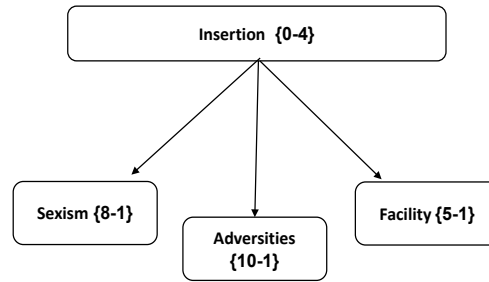 Insertion {0-4}
Sexism {8-1}
Adversities
{10-1}
Facility {5-1}